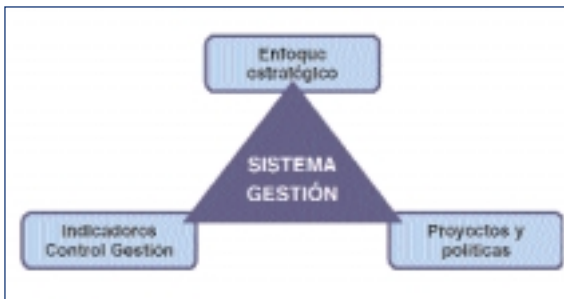 Enfoque
estratégico
SISTEMA
GESTIÓN
Indicadores
Control Gestión
Proyectos y
políticas